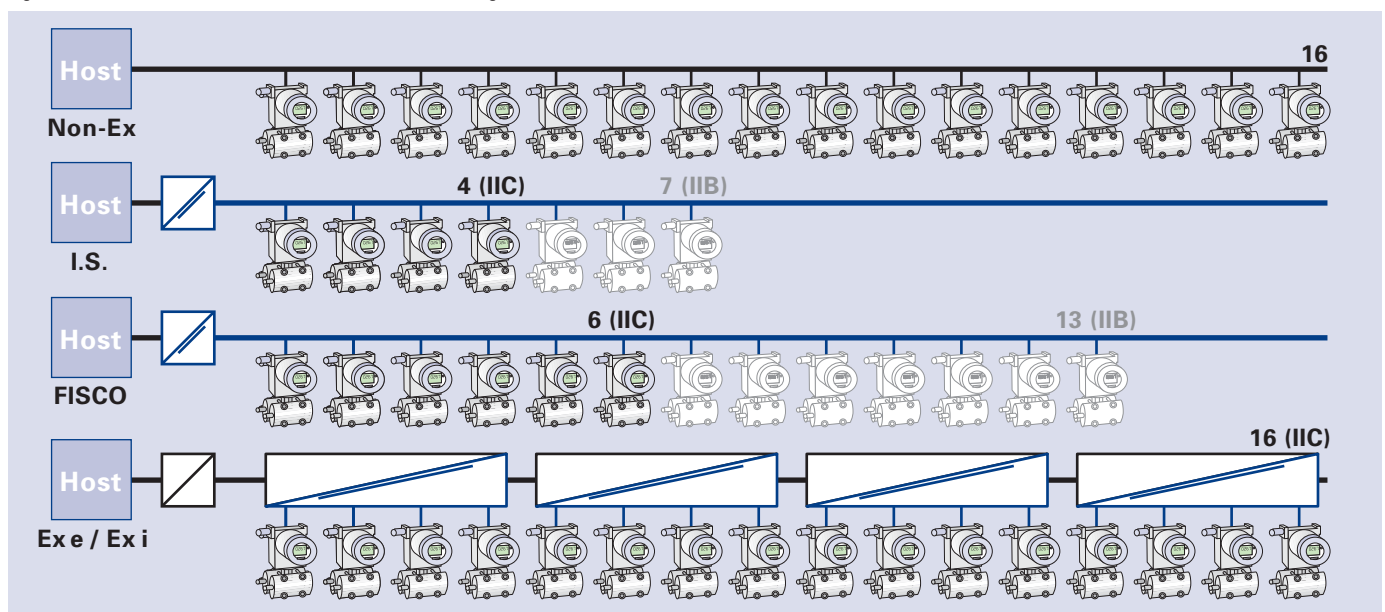 Host
16
Non-Ex
Host
4 (IIC)
7 (IIB)
I.S.
Host
6 (IIC)
13 (IIB)
FISCO
Host
16 (IIC)
Ex e / Ex i